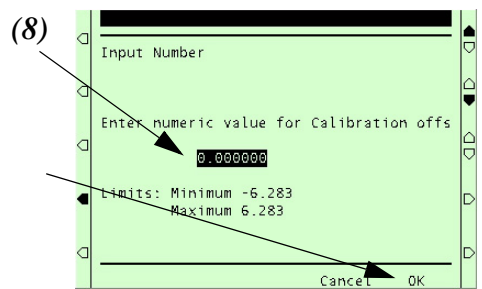 (8)
Input Number
Enter numeric value for Calibration offs
0.000000
Limits: Minimum -6.283
Maximum 6.283
Cancel OK